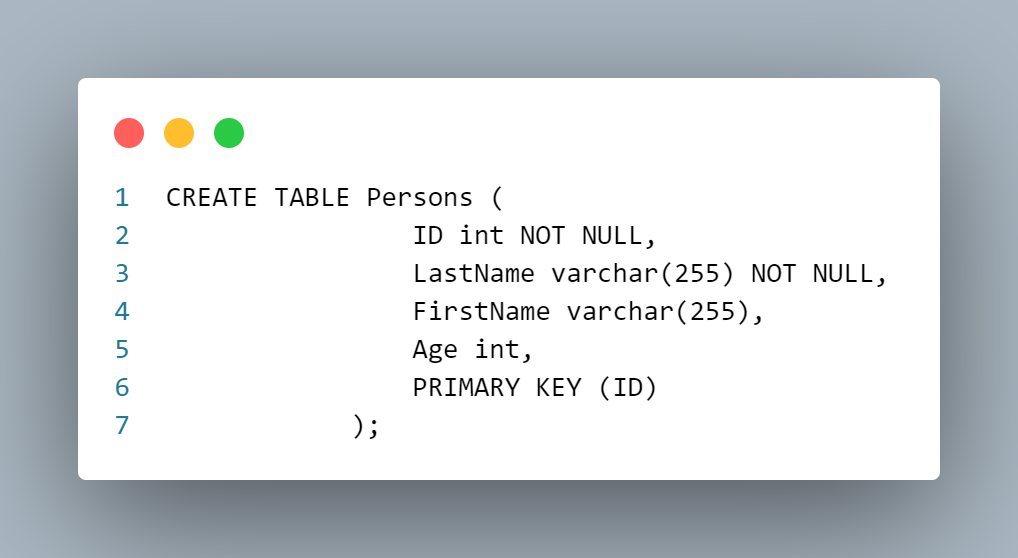 1 CREATE TABLE Persons (
2 ID int NOT NULL,
3 LastName varchar(255) NOT NULL,
4 FirstName varchar(255),
5 Age int,
6 PRIMARY KEY (ID)
7 );